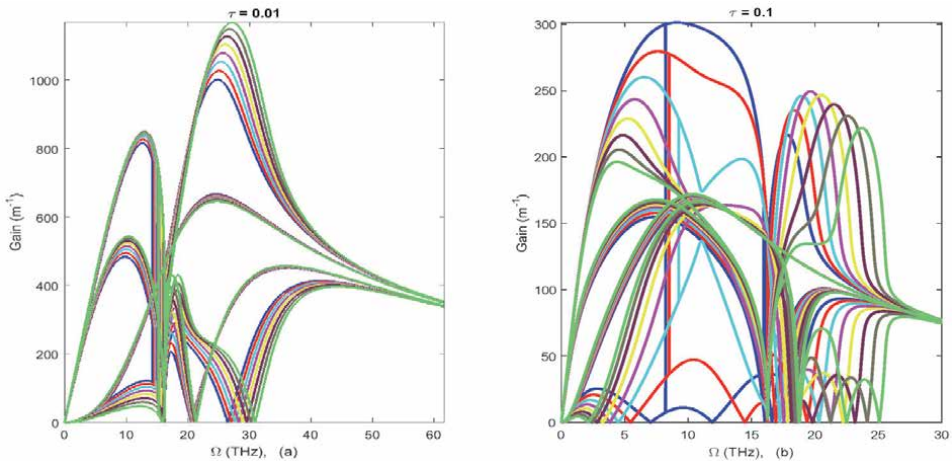 τ = 0.01
1000
800
600
400
200
0
Gain (m⁻¹)
0 10 20 30 40 50 60
Ω (THz), (a)
τ = 0.1
300
250
200
150
100
50
0
Gain (m⁻¹)
0 5 10 15 20 25 30
Ω (THz), (b)